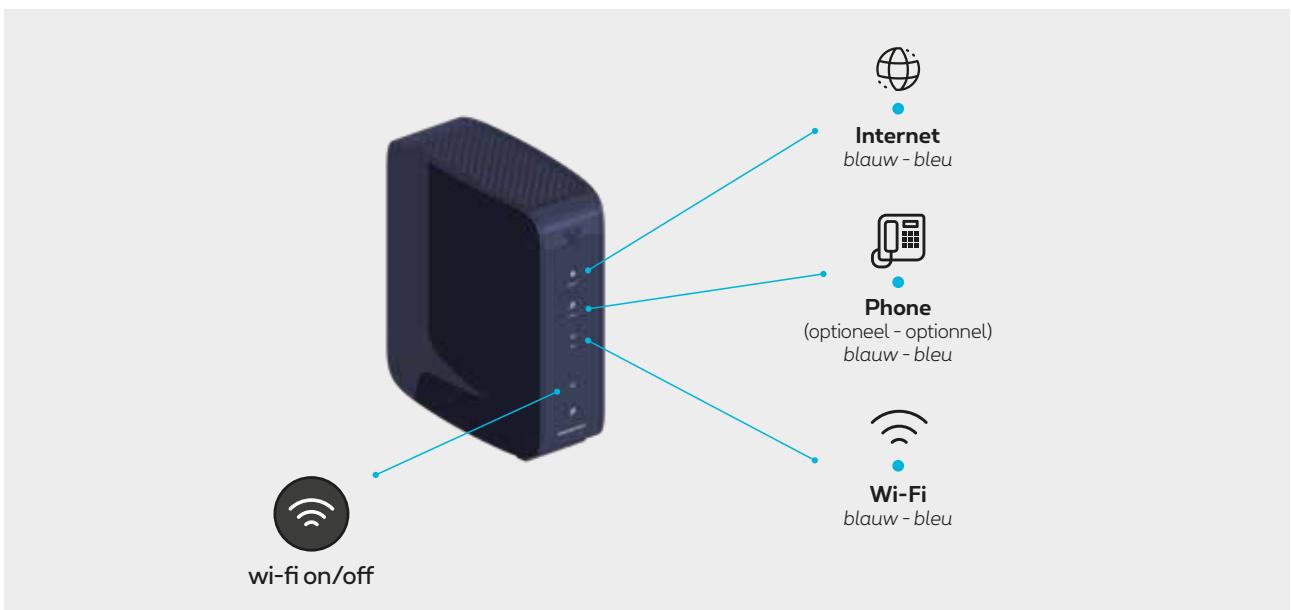 Internet
blauw - bleu
Phone
(optioneel - optionnel)
blauw - bleu
Wi-Fi
blauw - bleu
wi-fi on/off